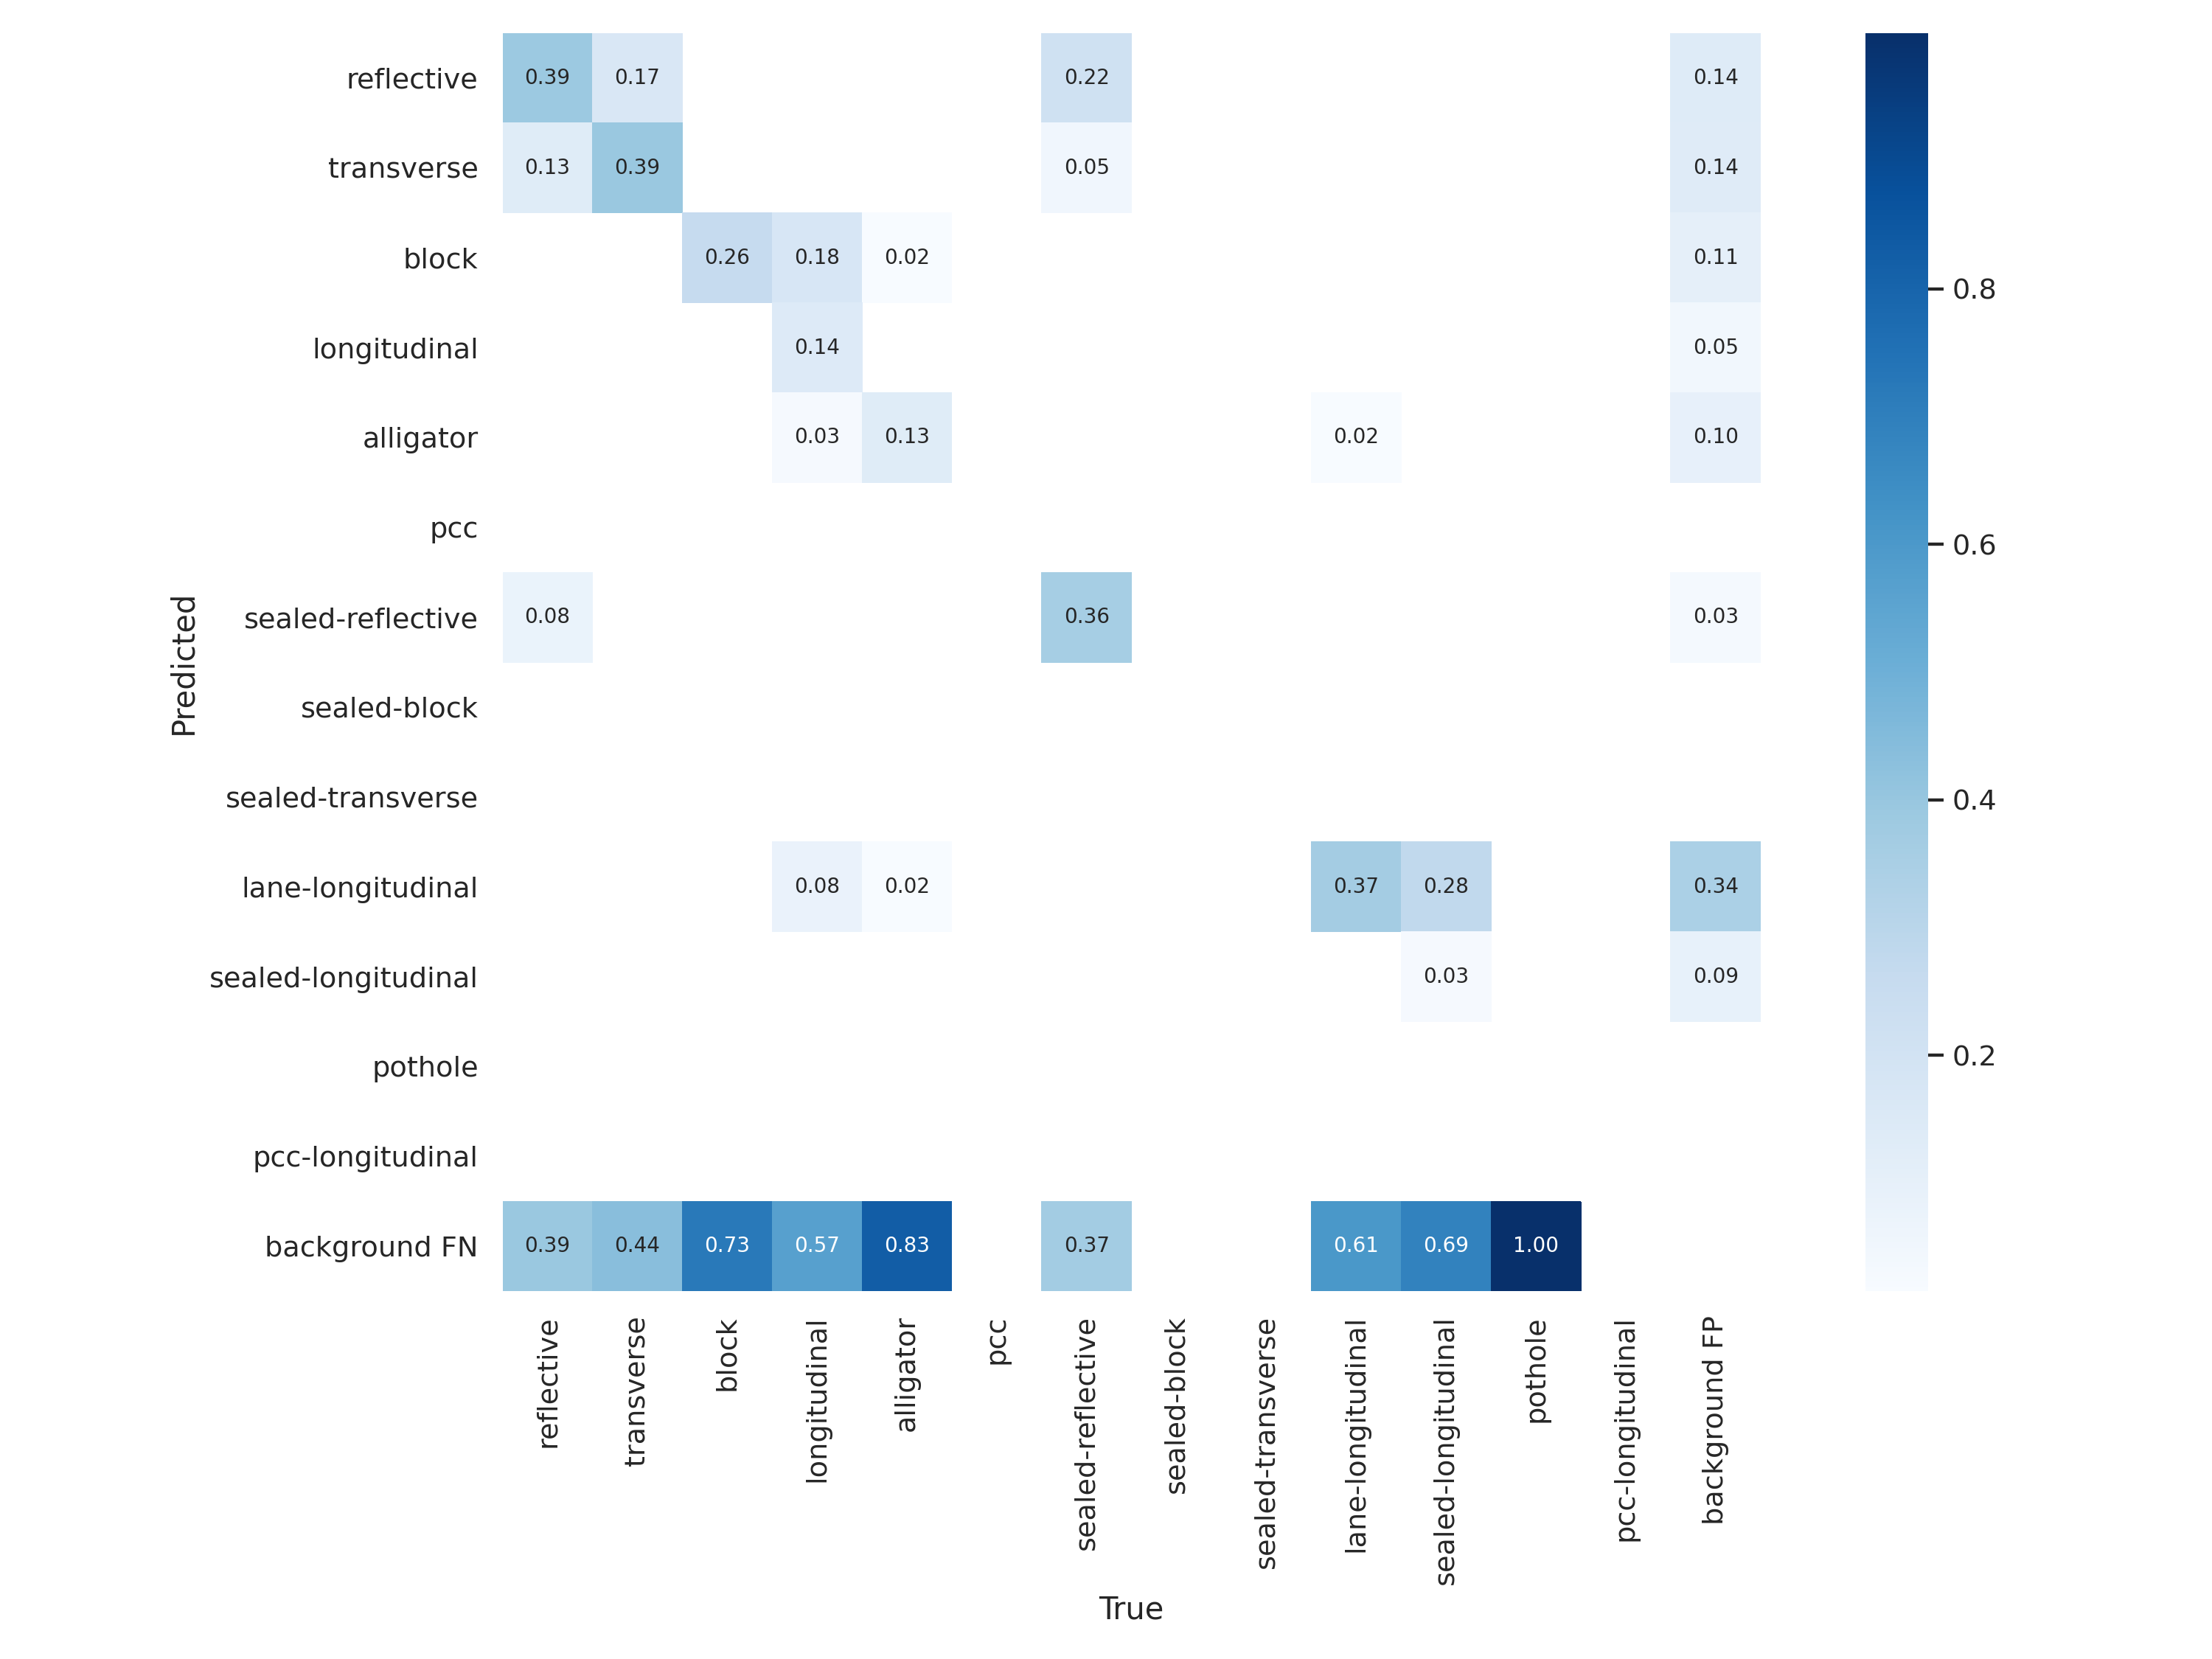 reflective 0.39 0.17 0.22 0.14
transverse 0.13 0.39 0.05 0.14
block 0.26 0.18 0.02 0.11
longitudinal 0.14 0.05
alligator 0.03 0.13 0.02 0.10
pcc
sealed-reflective 0.08 0.36 0.03
sealed-block
sealed-transverse
lane-longitudinal 0.08 0.02 0.37 0.28 0.34
sealed-longitudinal 0.03 0.09
pothole
pcc-longitudinal
background FN 0.39 0.44 0.73 0.57 0.83 0.37 0.61 0.69 1.00
Predicted
reflective
transverse
block
longitudinal
alligator
pcc
sealed-reflective
sealed-block
sealed-transverse
lane-longitudinal
sealed-longitudinal
pothole
pcc-longitudinal
background FP
True
0.8
0.6
0.4
0.2